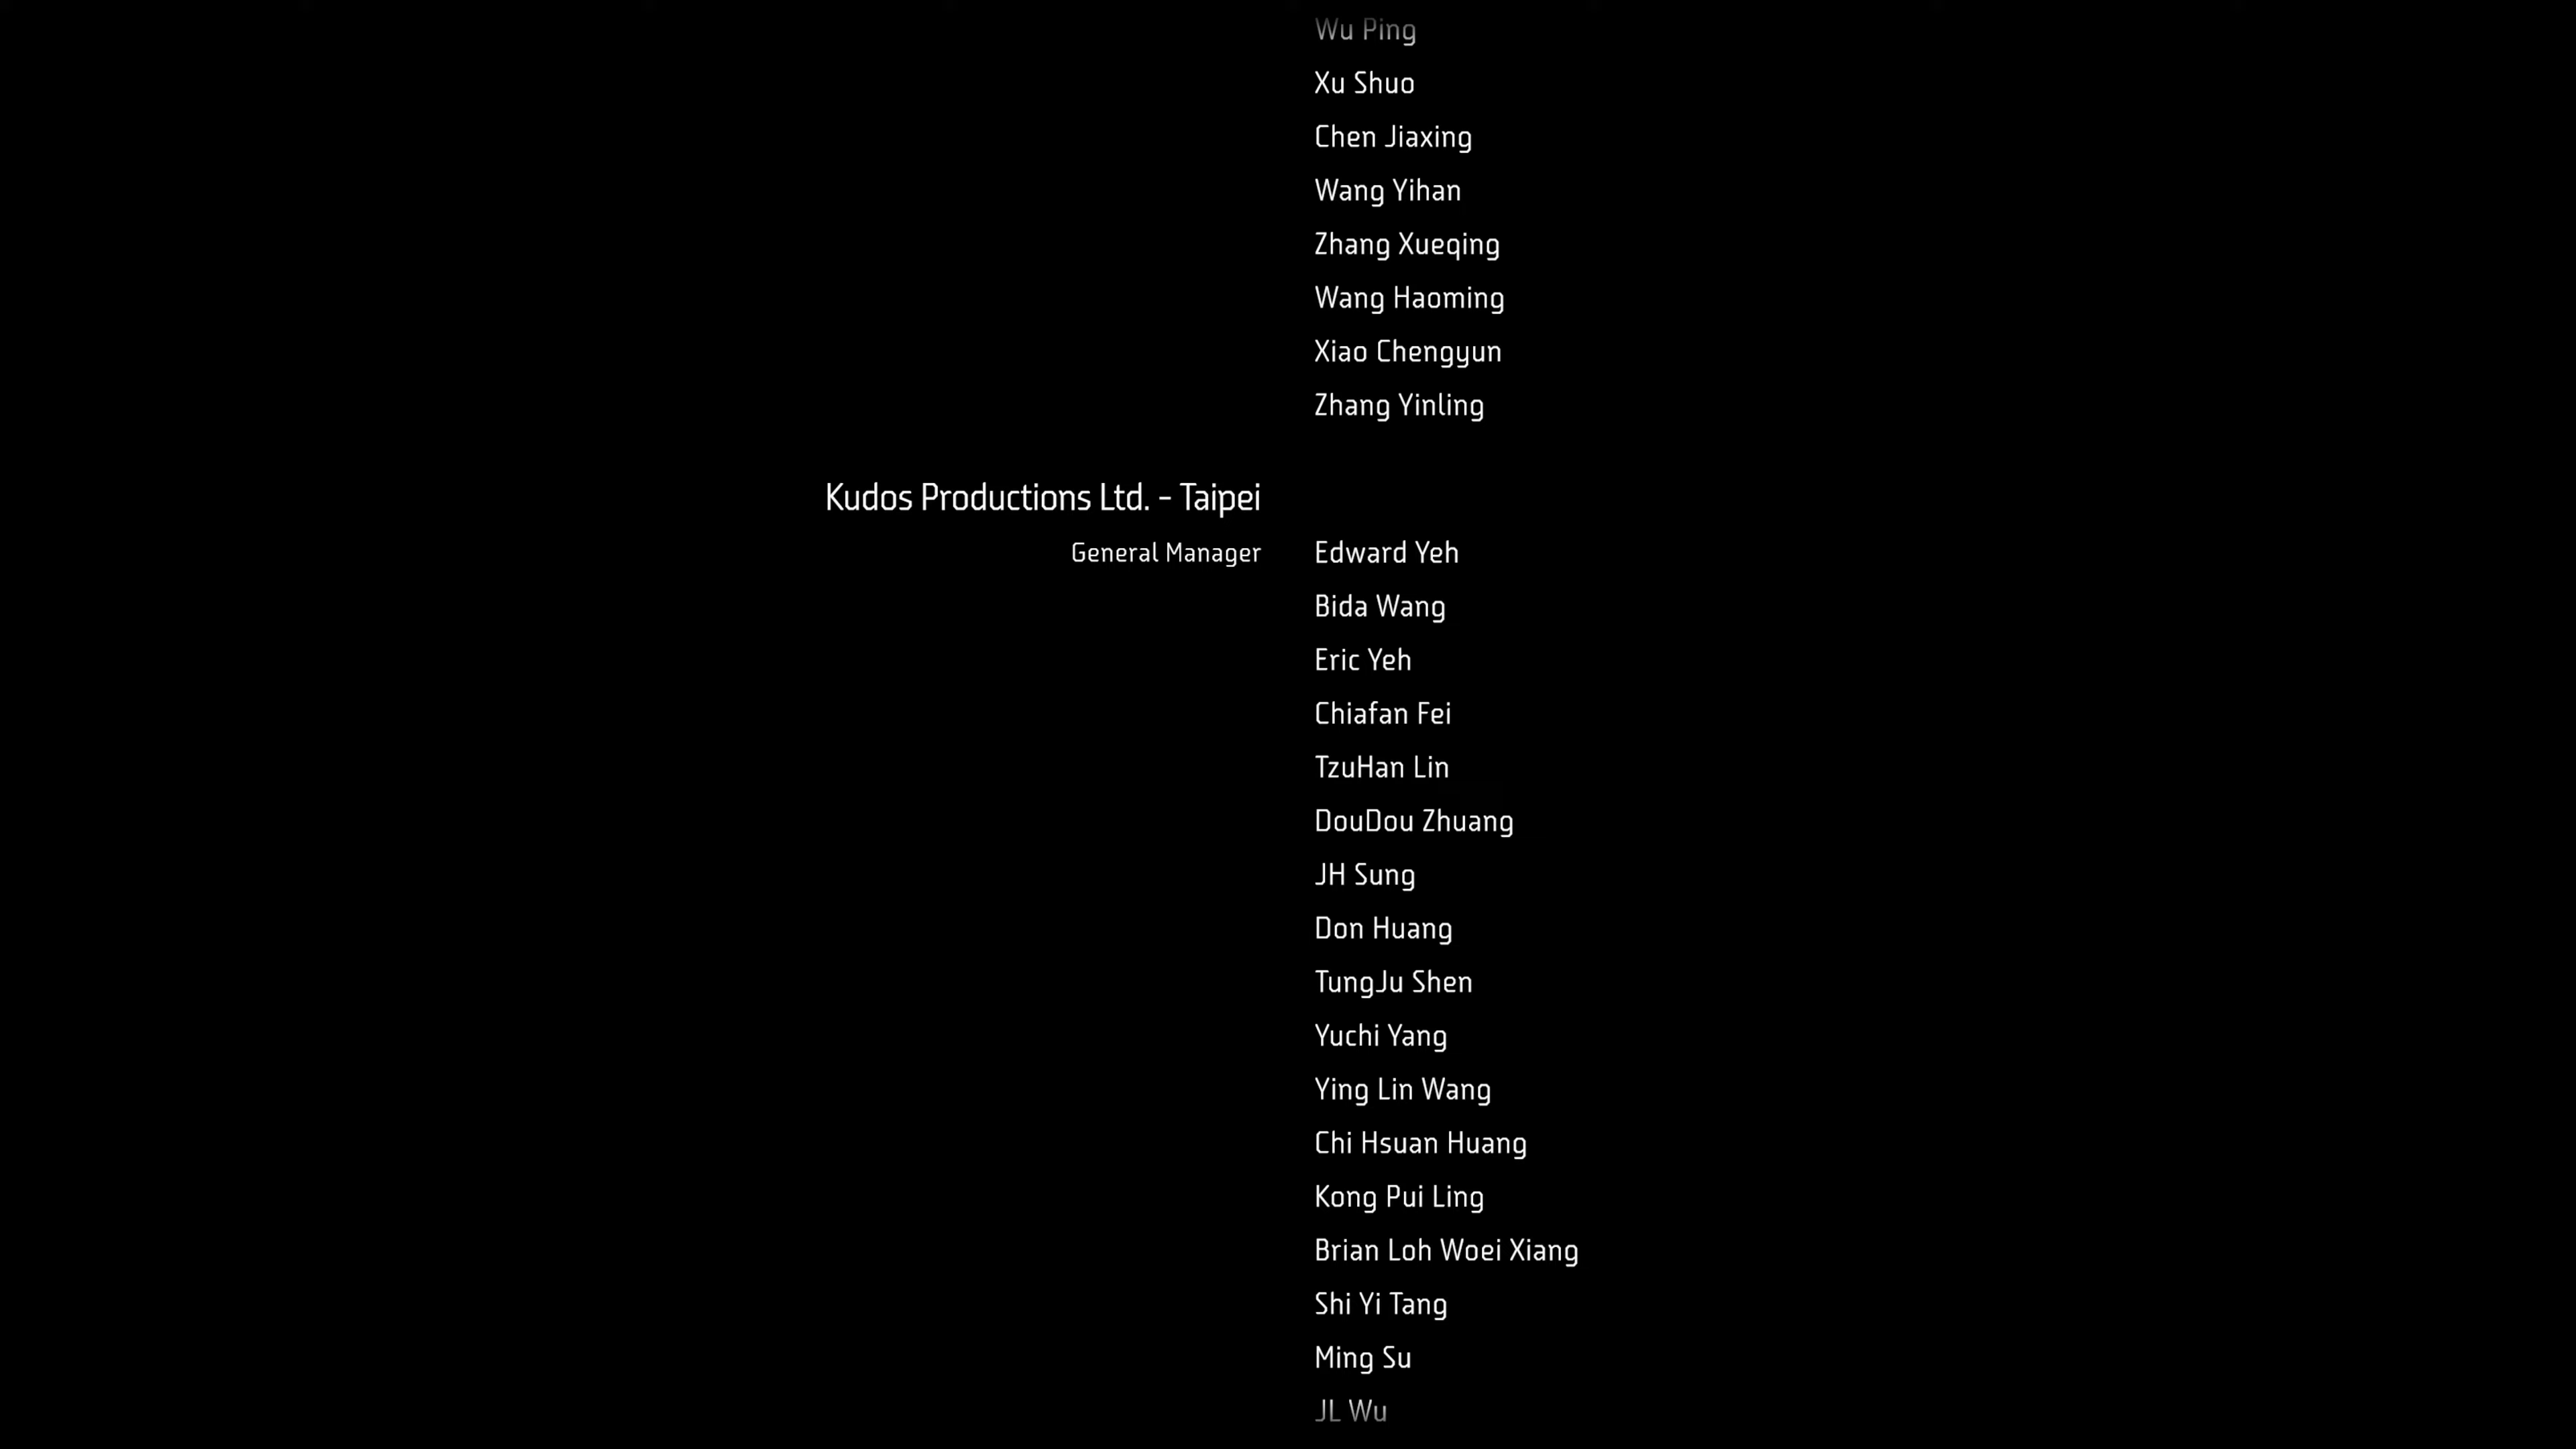 Wu Ping
Xu Shuo
Chen Jiaxing
Wang Yihan
Zhang Xueqing
Wang Haoming
Xiao Chengyun
Zhang Yinling
Kudos Productions Ltd. - Taipei
General Manager Edward Yeh
Bida Wang
Eric Yeh
Chiafan Fei
TzuHan Lin
DouDou Zhuang
JH Sung
Don Huang
TungJu Shen
Yuchi Yang
Ying Lin Wang
Chi Hsuan Huang
Kong Pui Ling
Brian Loh Woei Xiang
Shi Yi Tang
Ming Su
JL Wu